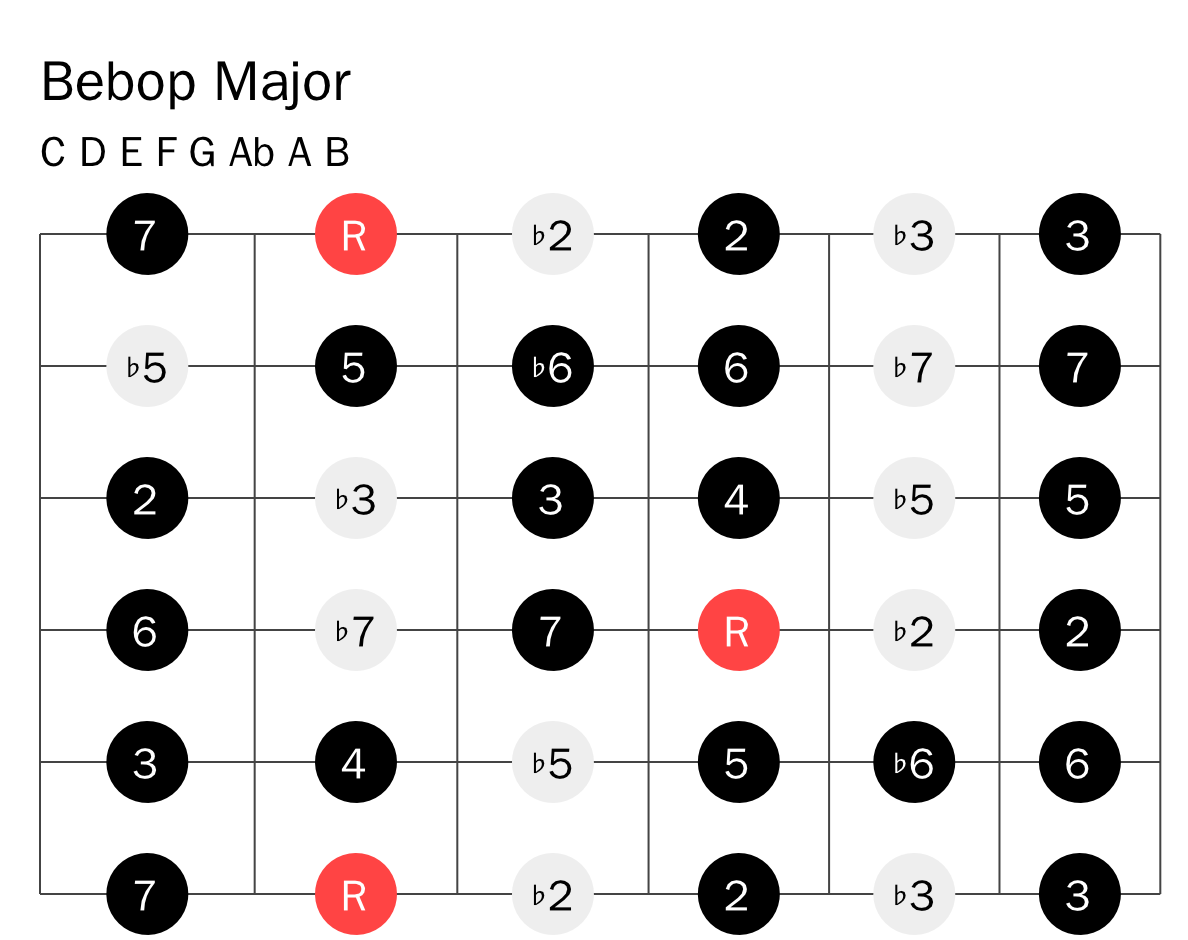 Bebop Major
C D E F G Ab A B
7 R ♭2 2 ♭3 3
♭5 5 ♭6 6 ♭7 7
2 ♭3 3 4 ♭5 5
6 ♭7 7 R ♭2 2
3 4 ♭5 5 ♭6 6
7 R ♭2 2 ♭3 3